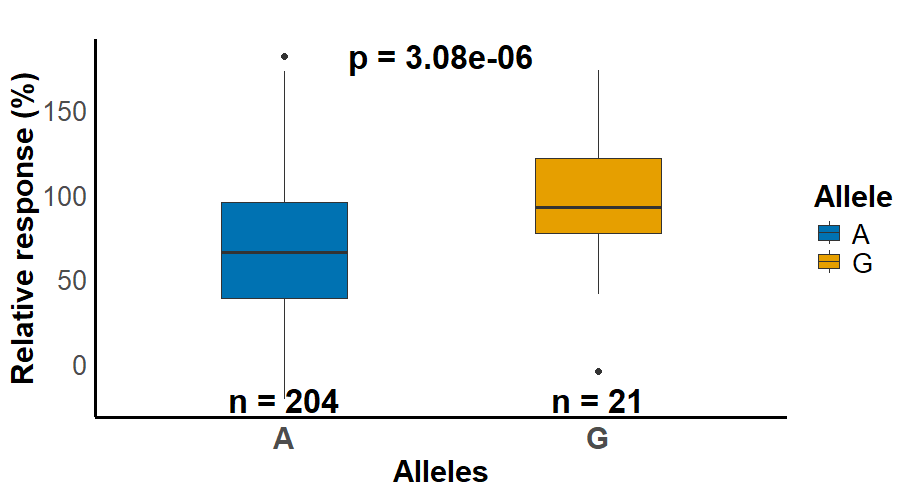 p = 3.08e-06
Relative response (%)
150
100
50
0
n = 204
n = 21
A
G
Alleles
Allele
A
G